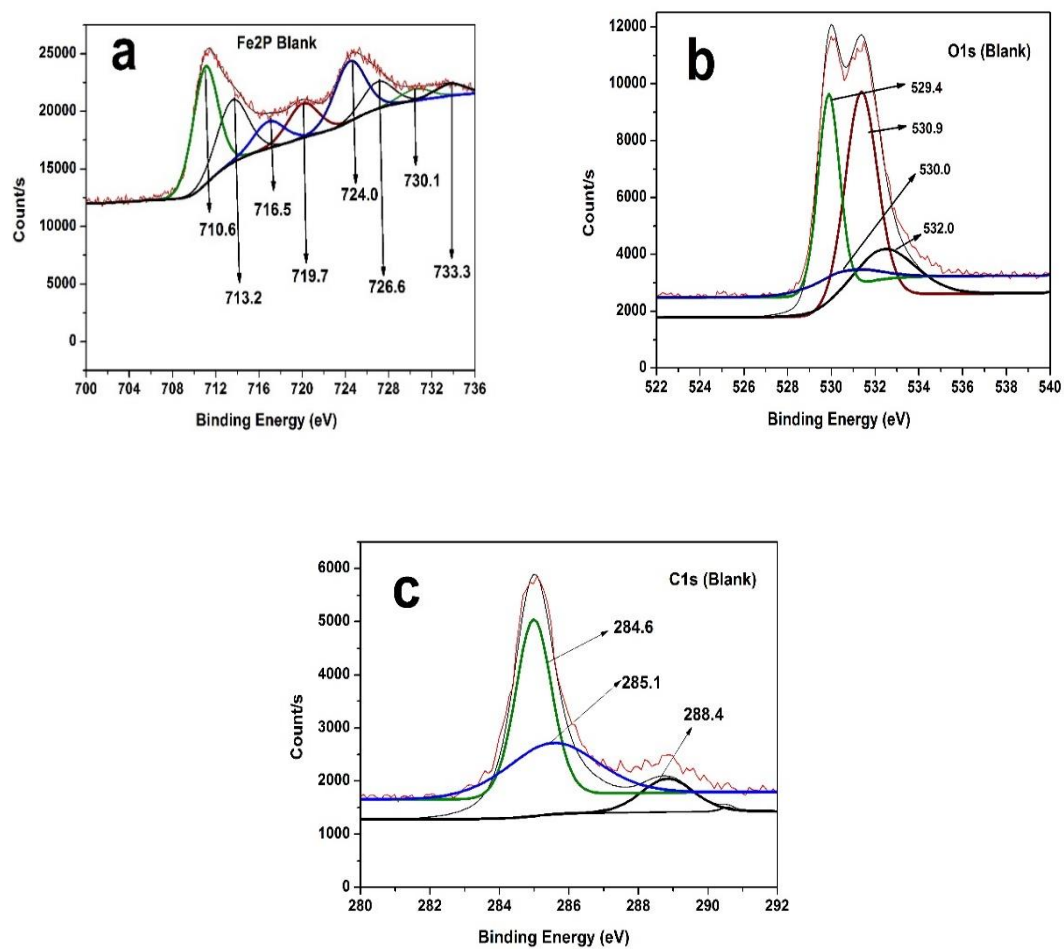 a
Fe2P Blank
25000
20000
15000
10000
5000
0
Count/s
710.6
713.2
716.5
719.7
724.0
726.6
730.1
733.3
700 704 708 712 716 720 724 728 732 736
Binding Energy (eV)
b
O1s (Blank)
12000
10000
8000
6000
4000
2000
0
Count/s
529.4
530.9
530.0
532.0
522 524 526 528 530 532 534 536 538 540
Binding Energy (eV)
c
C1s (Blank)
6000
5000
4000
3000
2000
1000
0
Count/s
284.6
285.1
288.4
280 282 284 286 288 290 292
Binding Energy (eV)